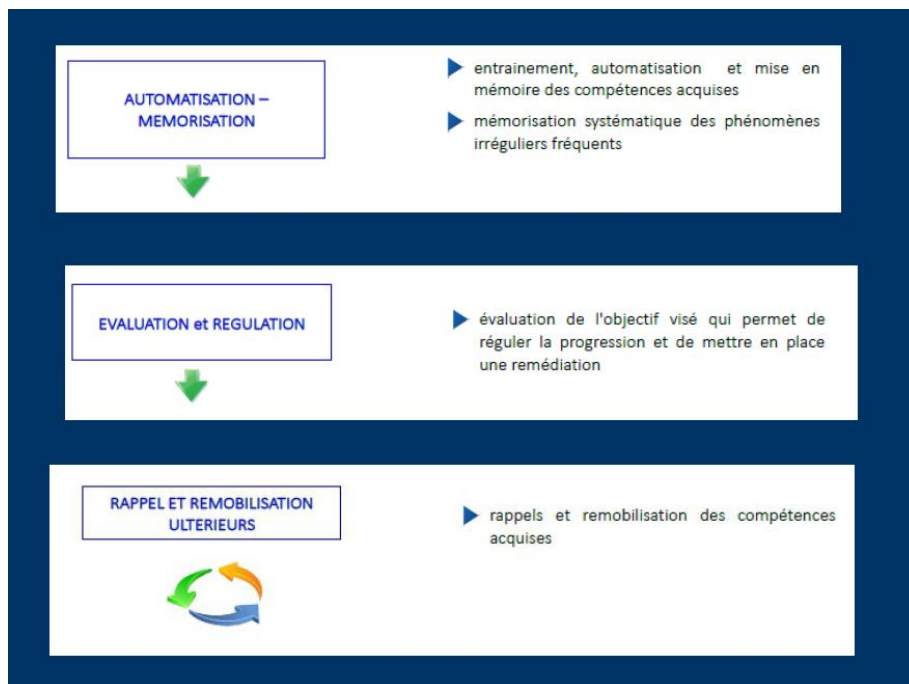 AUTOMATISATION –
MEMORISATION
entrainement, automatisation et mise en
mémoire des compétences acquises
mémorisation systématique des phénomènes
irréguliers fréquents
EVALUATION et REGULATION
évaluation de l'objectif visé qui permet de
réguler la progression et de mettre en place
une remédiation
RAPPEL ET REMOBILISATION
ULTERIEURS
rappels et remobilisation des compétences
acquises